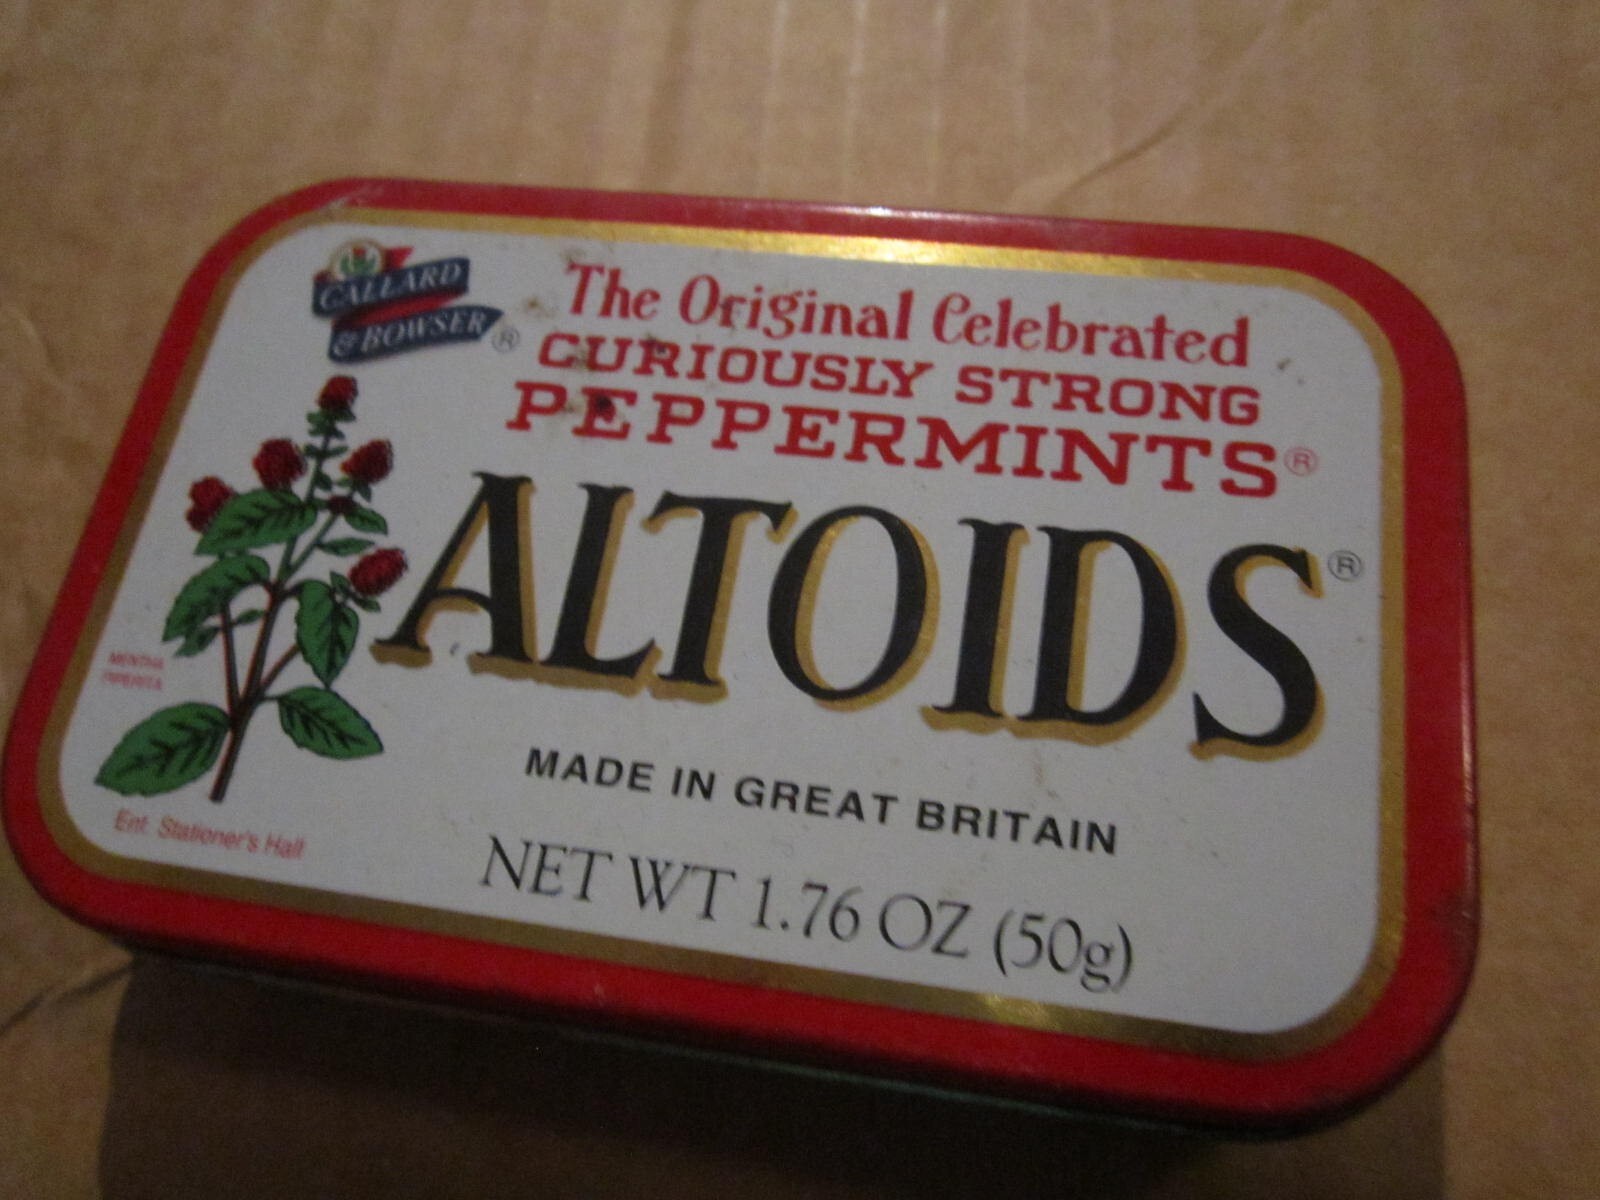 CALLARD
& BOWSER®
The Original Celebrated
CURIOUSLY STRONG
PEPPERMINTS®
ALTOIDS®
MENTHA
PIPERITA
MADE IN GREAT BRITAIN
Ent. Stationer's Hall
NET WT 1.76 OZ (50g)